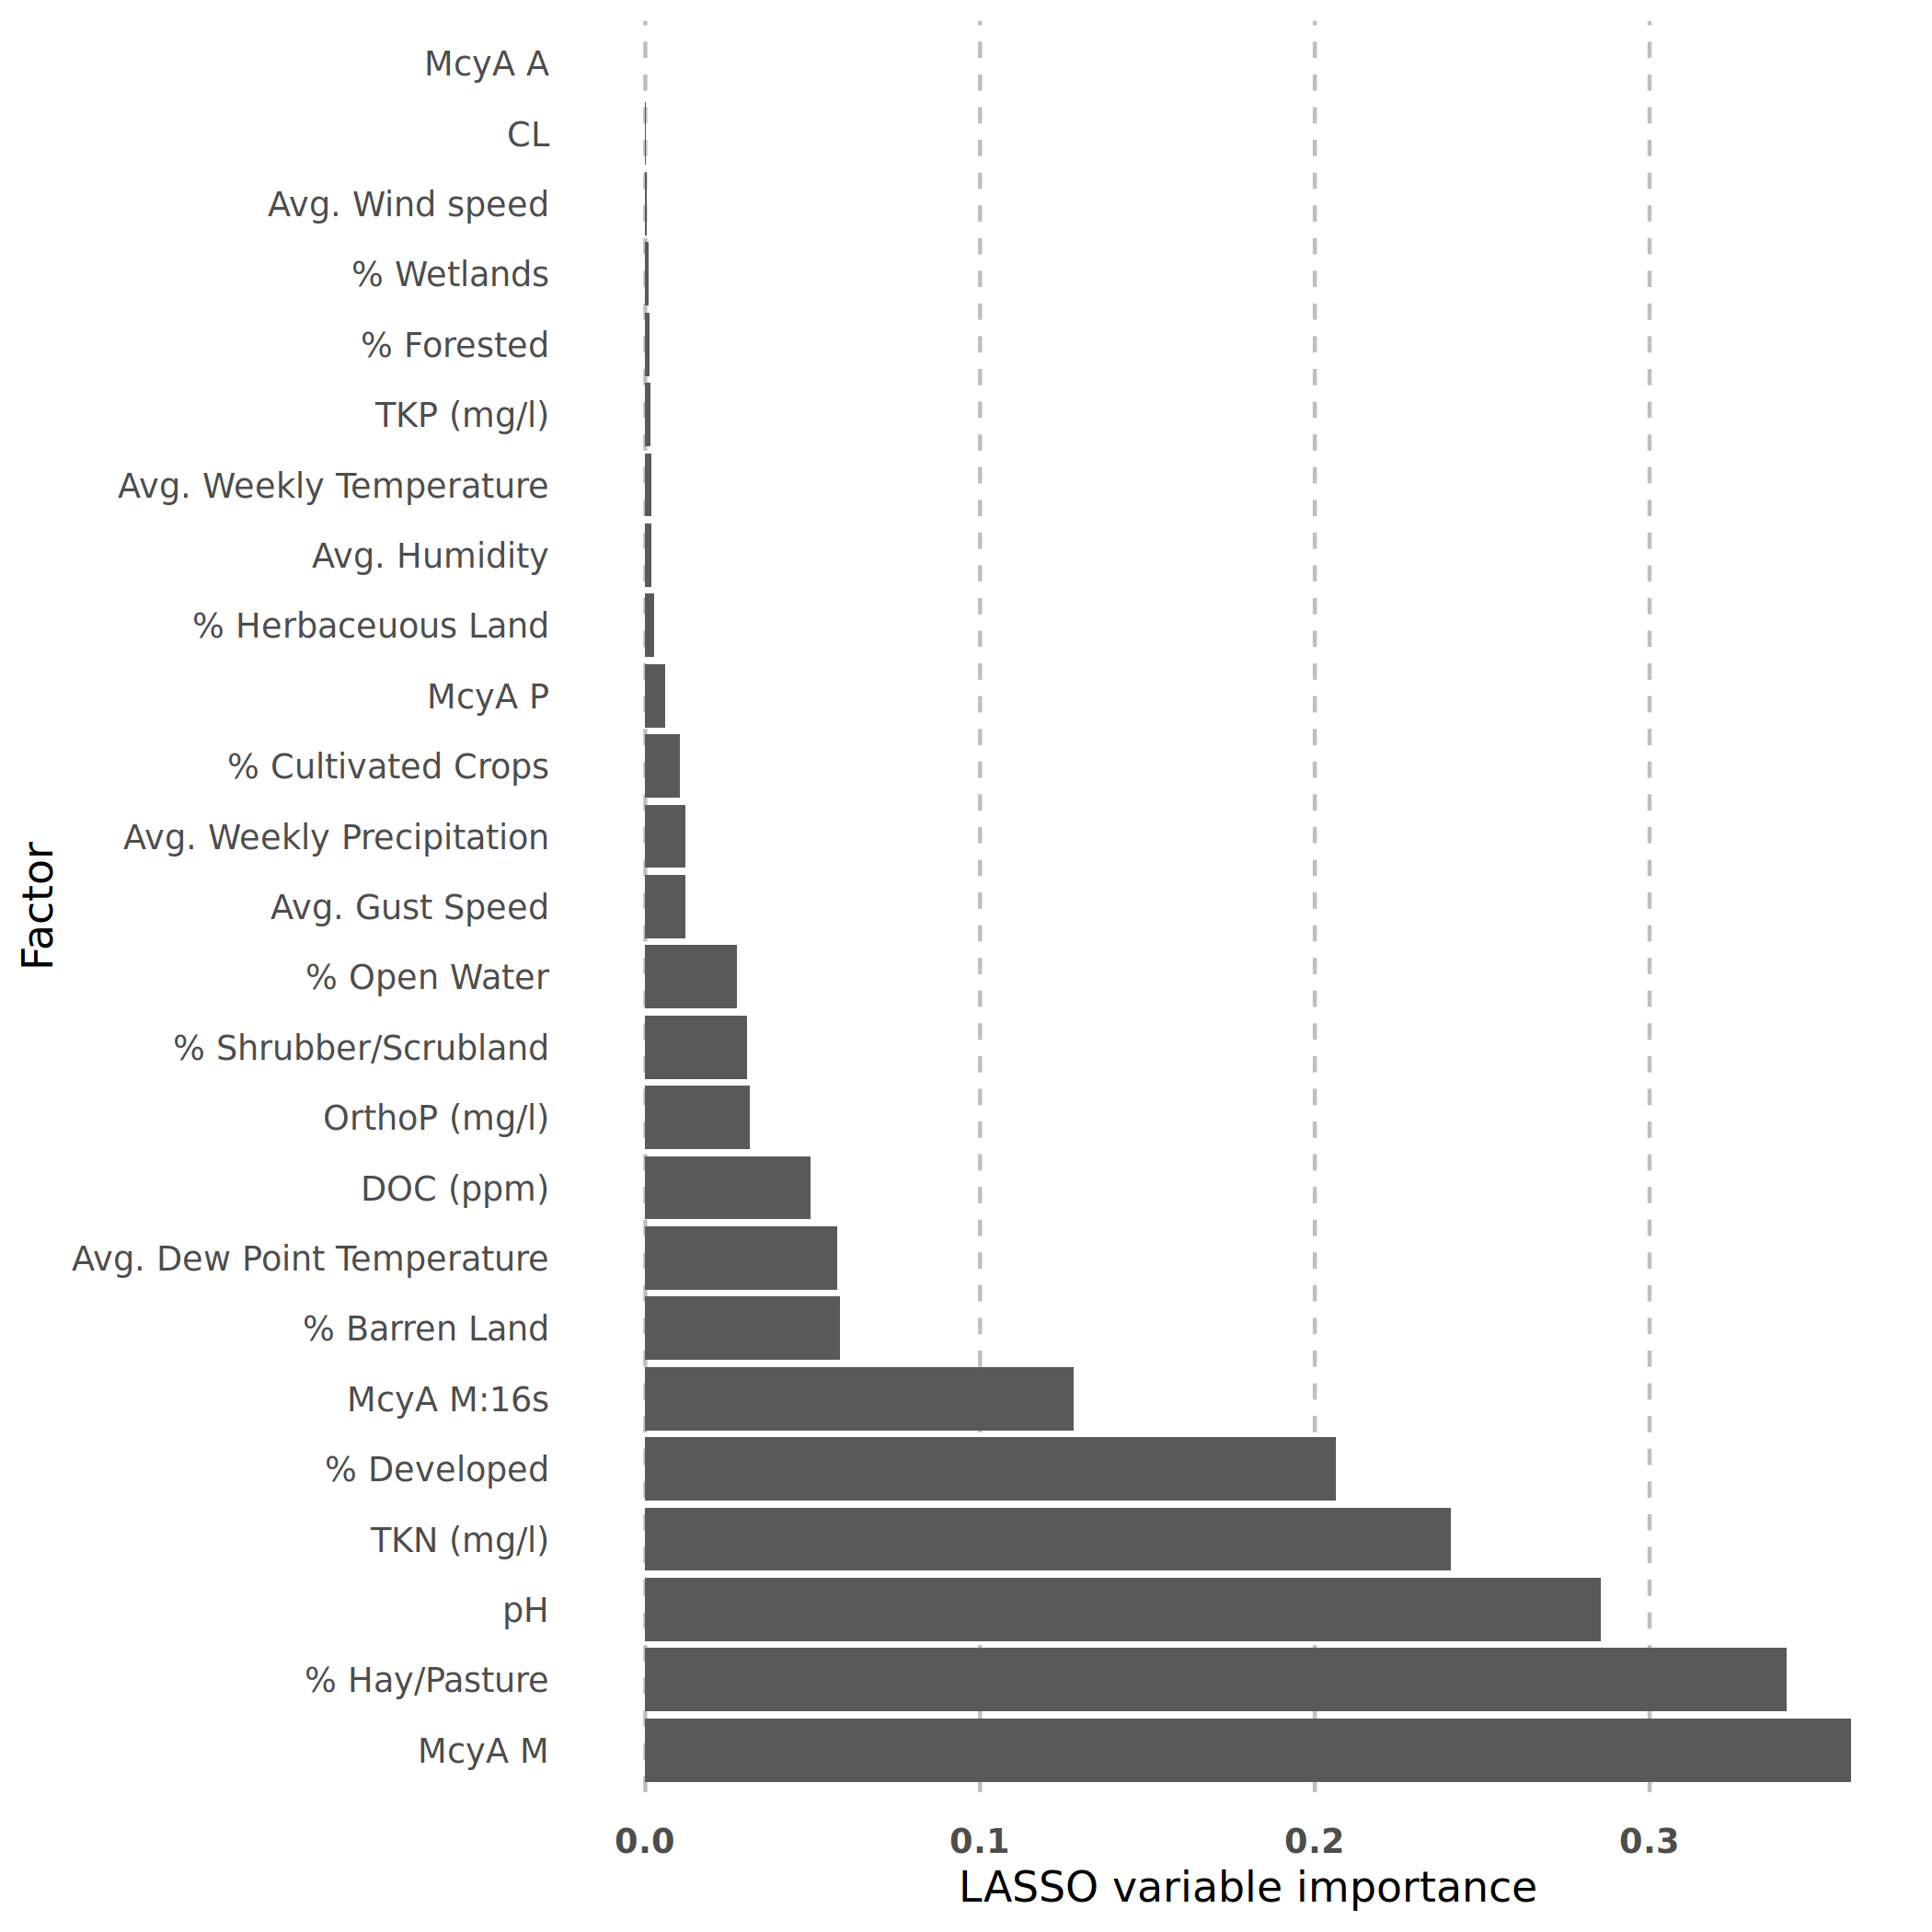 McyA A
CL
Avg. Wind speed
% Wetlands
% Forested
TKP (mg/l)
Avg. Weekly Temperature
Avg. Humidity
% Herbaceuous Land
McyA P
% Cultivated Crops
Avg. Weekly Precipitation
Avg. Gust Speed
% Open Water
% Shrubber/Scrubland
OrthoP (mg/l)
DOC (ppm)
Avg. Dew Point Temperature
% Barren Land
McyA M:16s
% Developed
TKN (mg/l)
pH
% Hay/Pasture
McyA M
Factor
0.0 0.1 0.2 0.3
LASSO variable importance